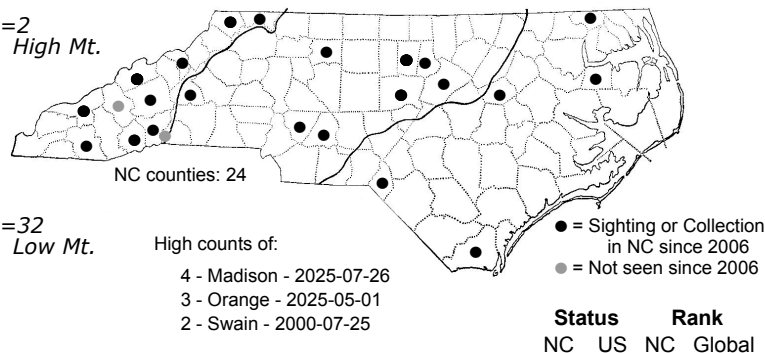 =2
High Mt.
NC counties: 24
=32
Low Mt.
High counts of:
4 - Madison - 2025-07-26
3 - Orange - 2025-05-01
2 - Swain - 2000-07-25
= Sighting or Collection
in NC since 2006
= Not seen since 2006
Status Rank
NC US NC Global